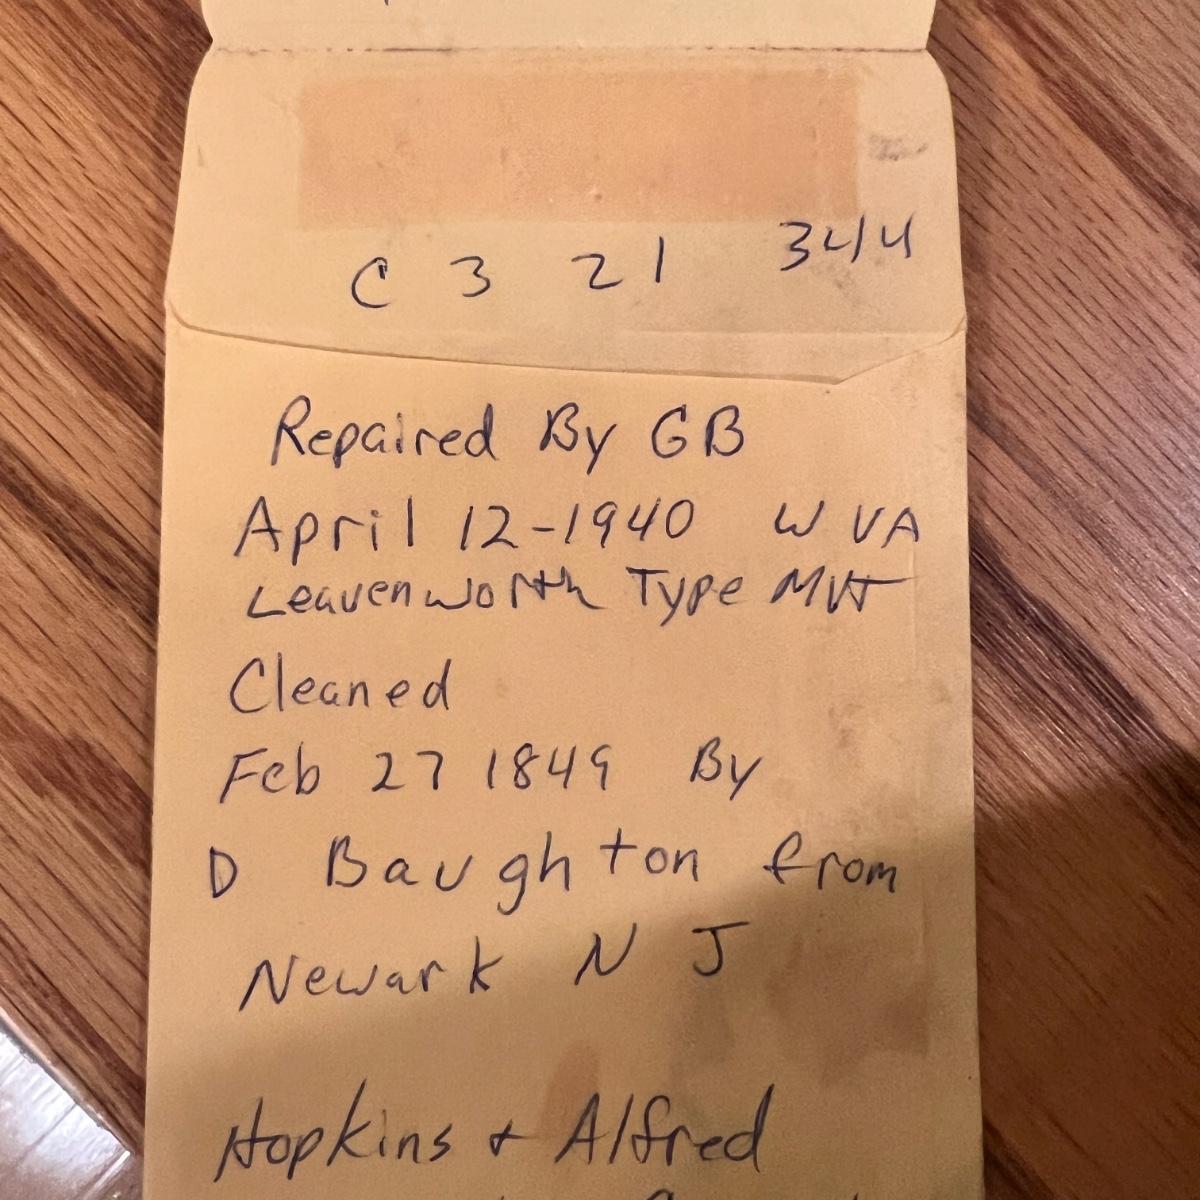 C 3 21 344
Repaired By GB
April 12-1940 W VA
Leavenworth Type MVT
Cleaned
Feb 27 1849 By
D Baughton from
Newark N J
Hopkins + Alfred